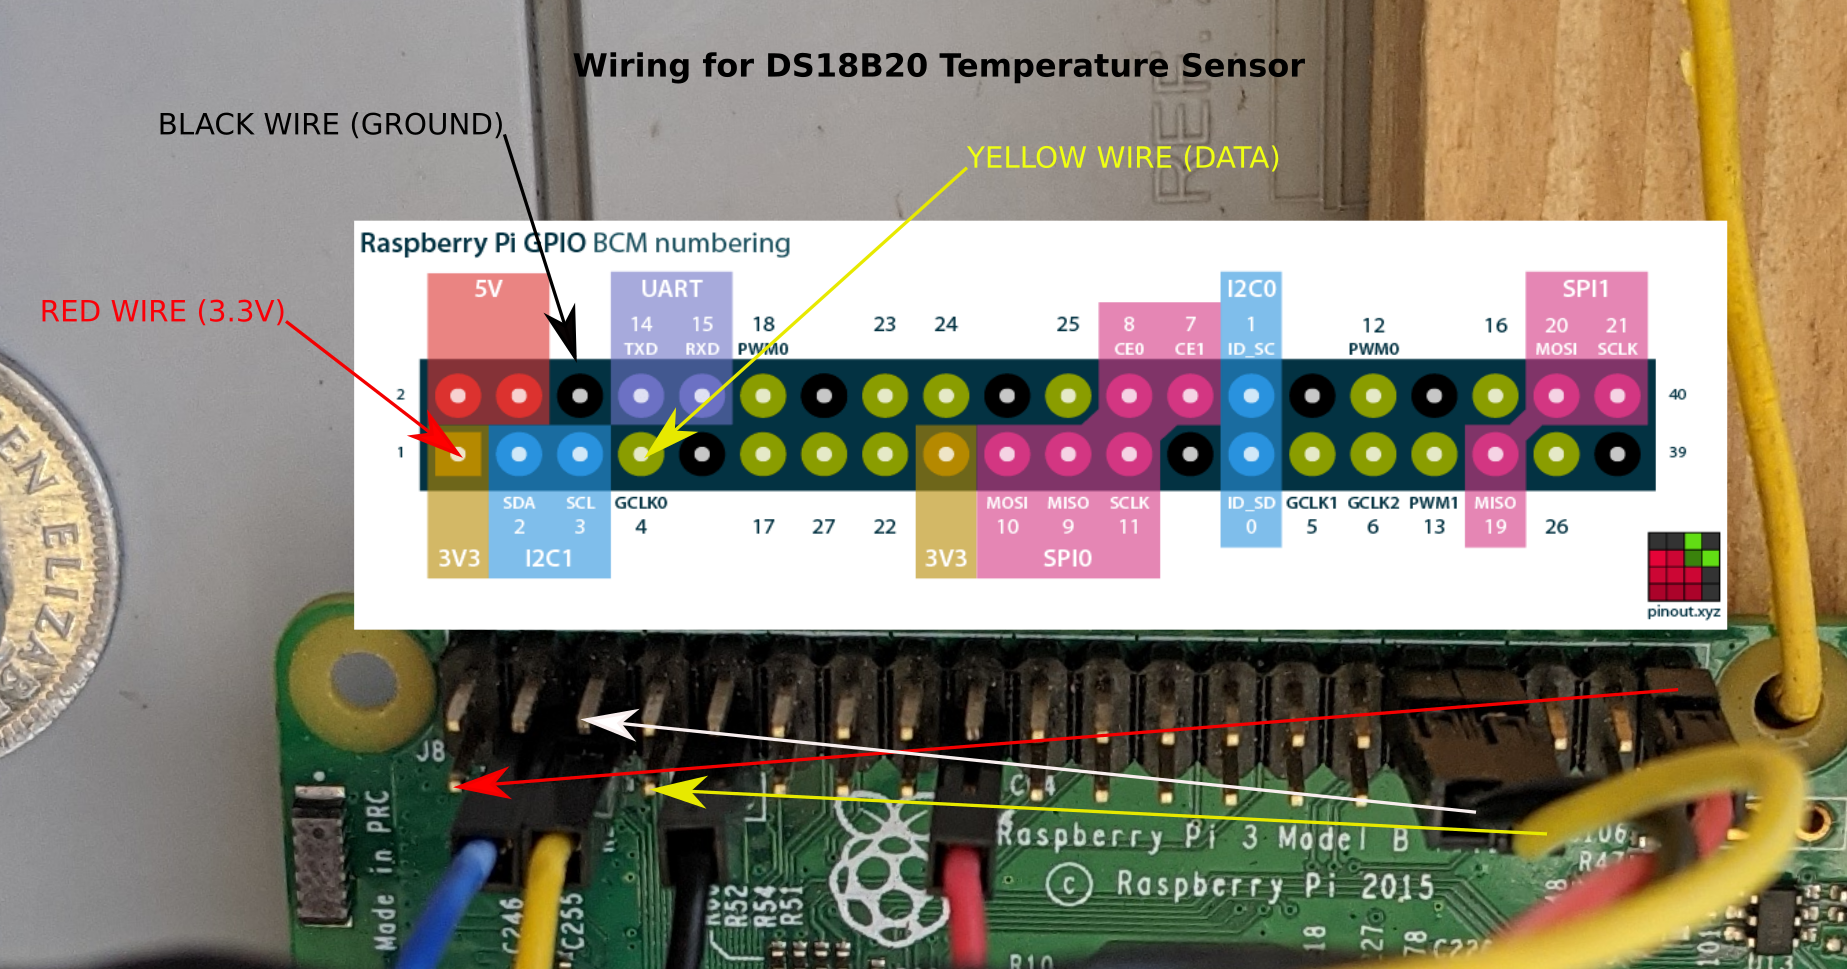 Wiring for DS18B20 Temperature Sensor
BLACK WIRE (GROUND)
YELLOW WIRE (DATA)
RED WIRE (3.3V)
Raspberry Pi GPIO BCM numbering
5V UART I2C0 SPI1
14 15 18 23 24 25 8 7 1 12 16 20 21
TXD RXD PWM0 CE0 CE1 ID_SC PWM0 MOSI SCLK
2 40
1 39
SDA SCL GCLK0 MOSI MISO SCLK ID_SD GCLK1 GCLK2 PWM1 MISO
2 3 4 17 27 22 10 9 11 0 5 6 13 19 26
3V3 I2C1 3V3 SPI0
pinout.xyz
REF.
EN ELIZAB
J8
Made in PRC
Raspberry Pi 3 Model B
© Raspberry Pi 2015
C246
C255
R52
R54
R51
R10